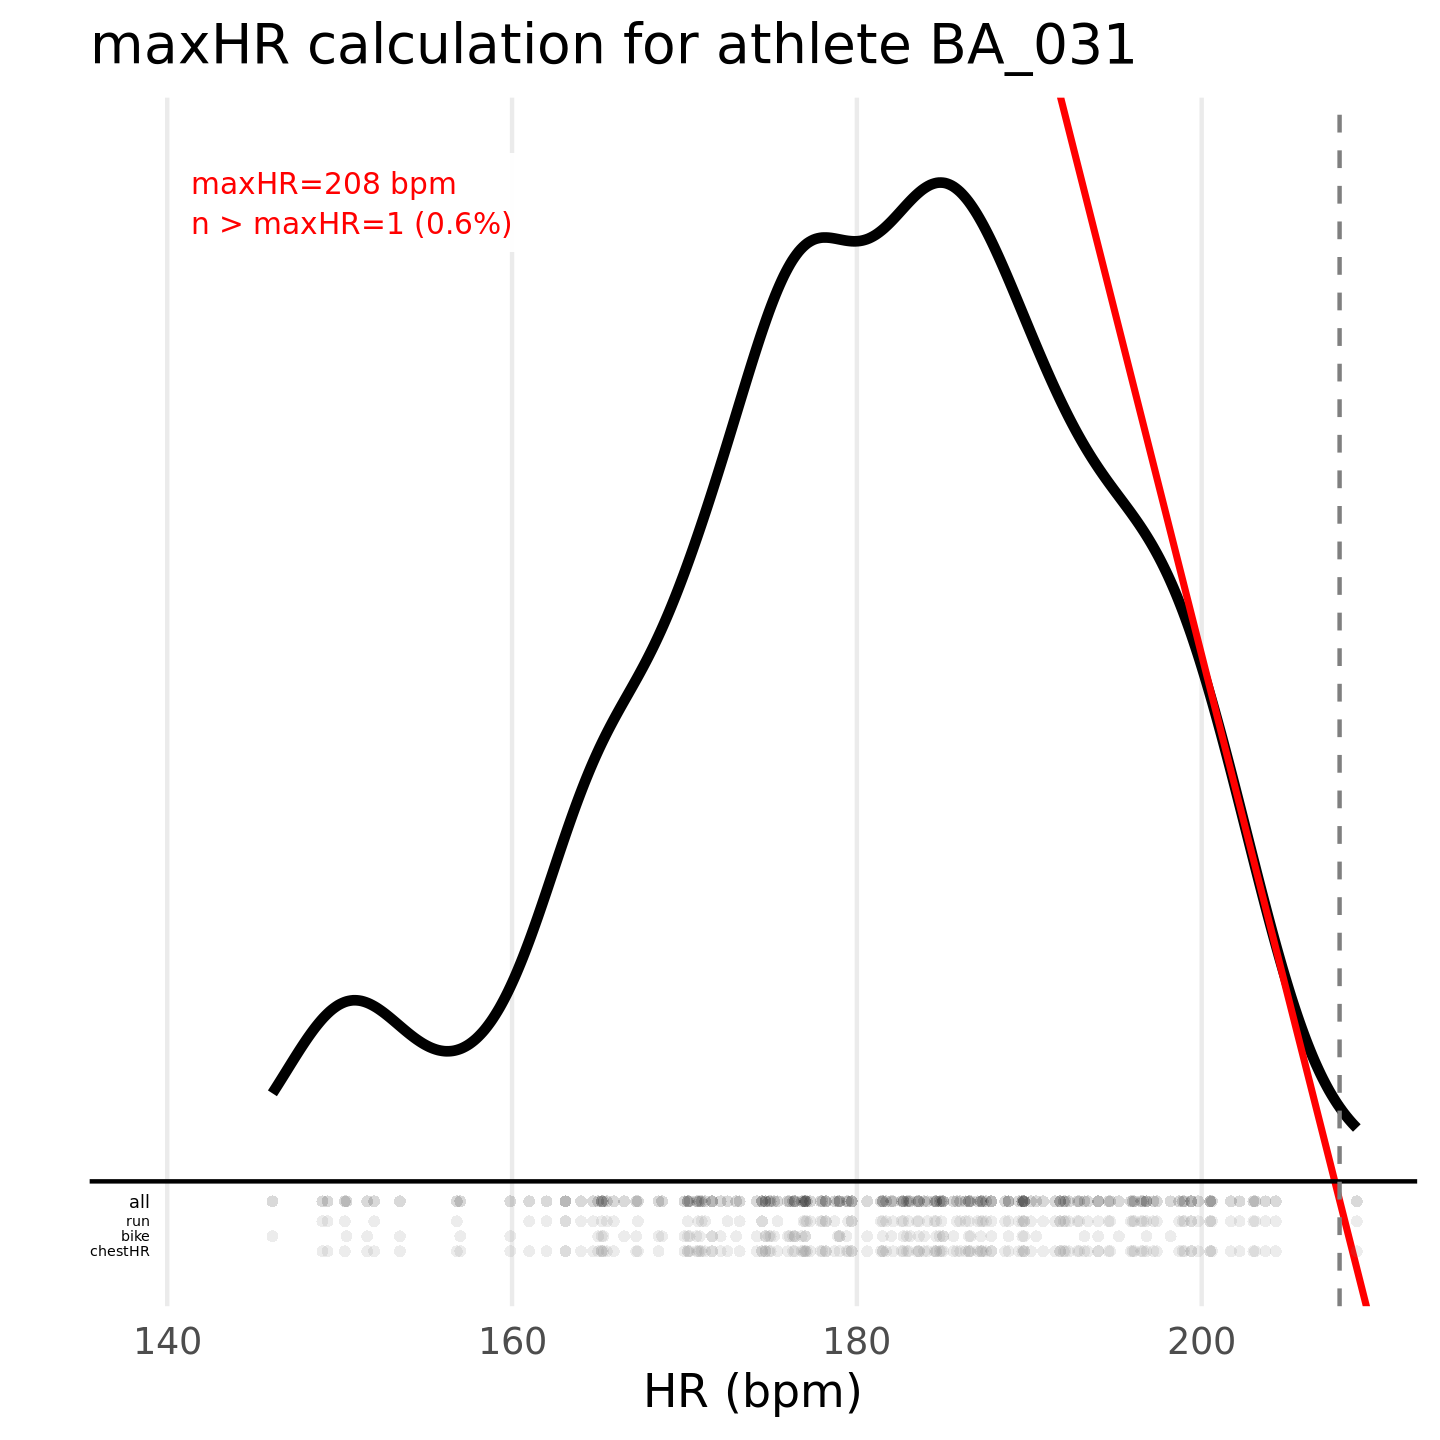 maxHR calculation for athlete BA_031
maxHR=208 bpm
n > maxHR=1 (0.6%)
all
run
bike
chestHR
140 160 180 200
HR (bpm)